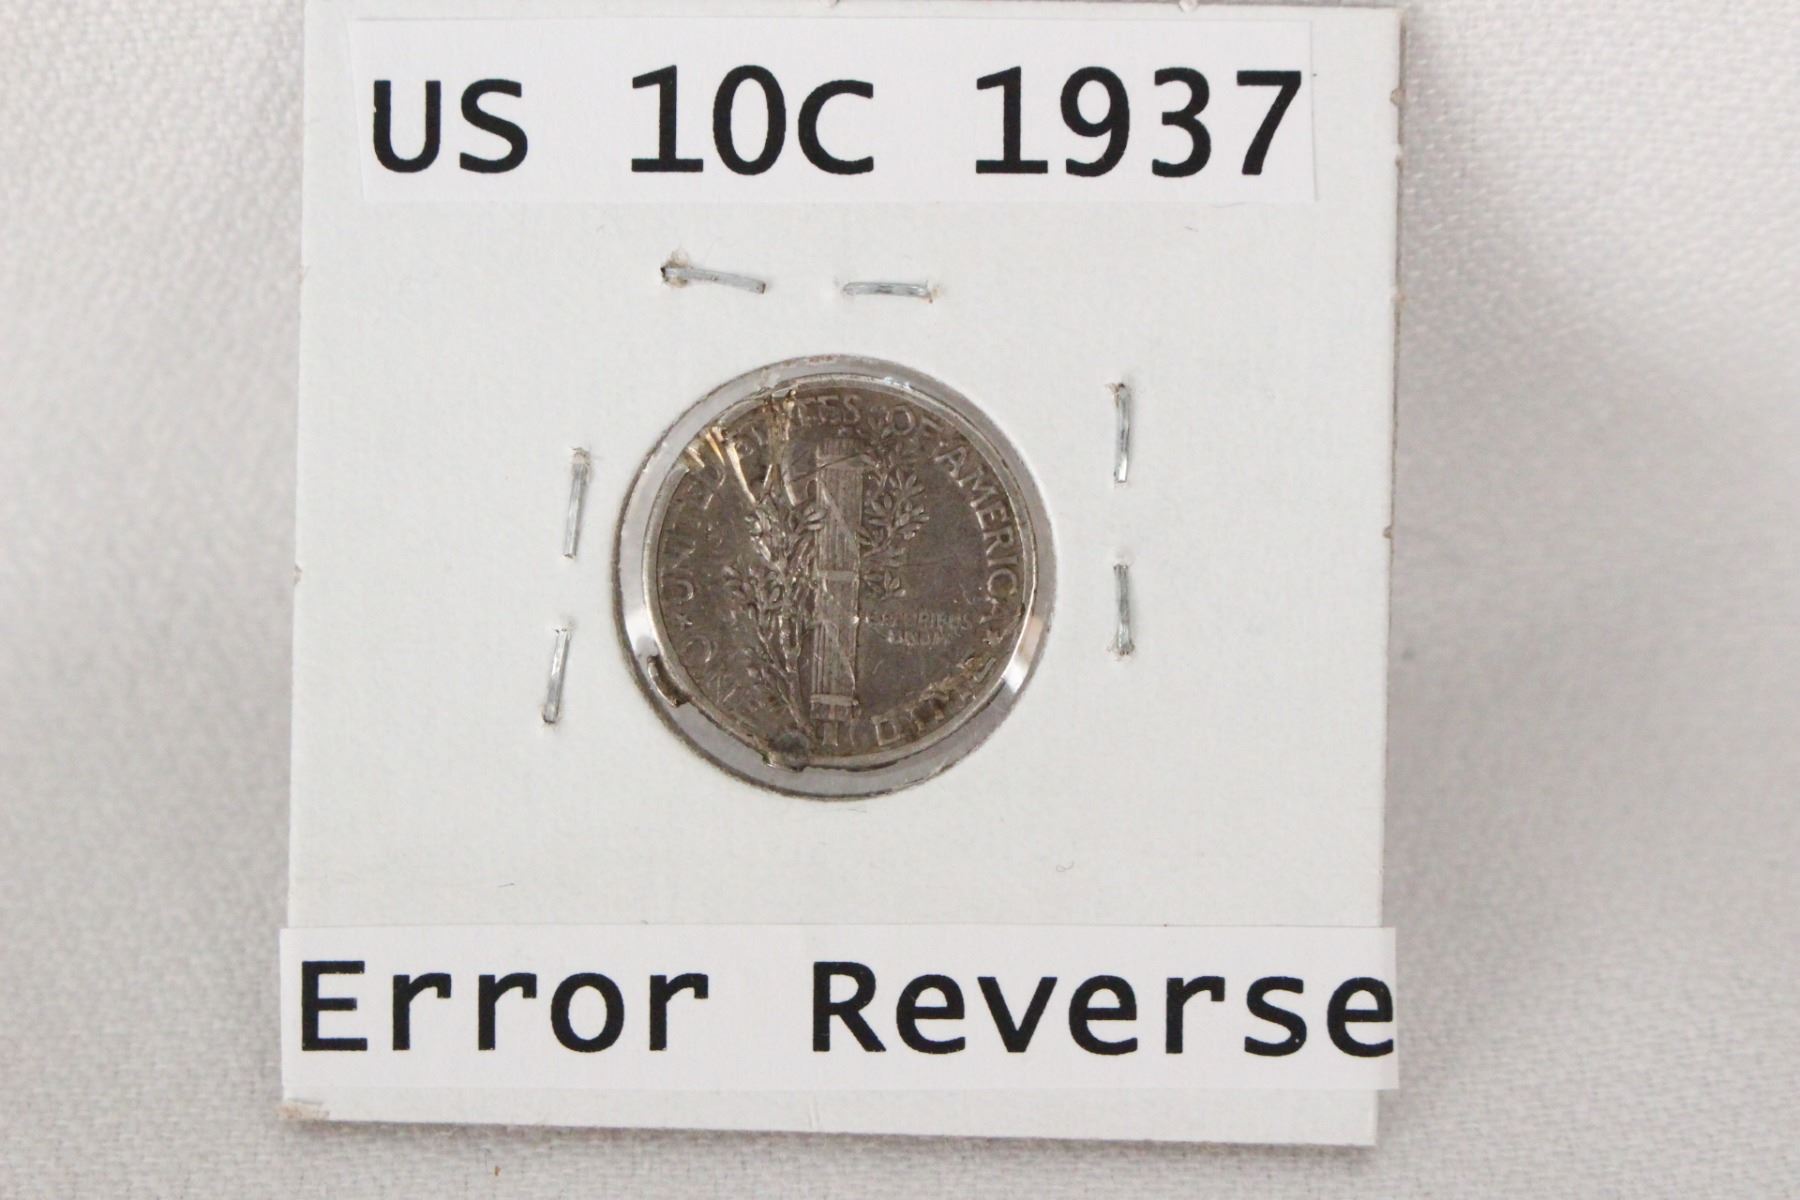 US 10C 1937
UNITED STATES OF AMERICA
E PLURIBUS
UNUM
ONE DIME
Error Reverse